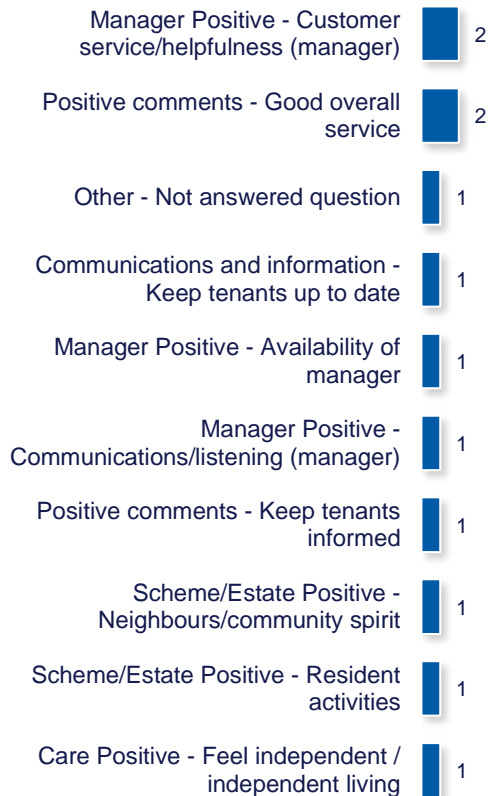 Manager Positive - Customer
service/helpfulness (manager)
2
Positive comments - Good overall
service
2
Other - Not answered question
1
Communications and information -
Keep tenants up to date
1
Manager Positive - Availability of
manager
1
Manager Positive -
Communications/listening (manager)
1
Positive comments - Keep tenants
informed
1
Scheme/Estate Positive -
Neighbours/community spirit
1
Scheme/Estate Positive - Resident
activities
1
Care Positive - Feel independent /
independent living
1